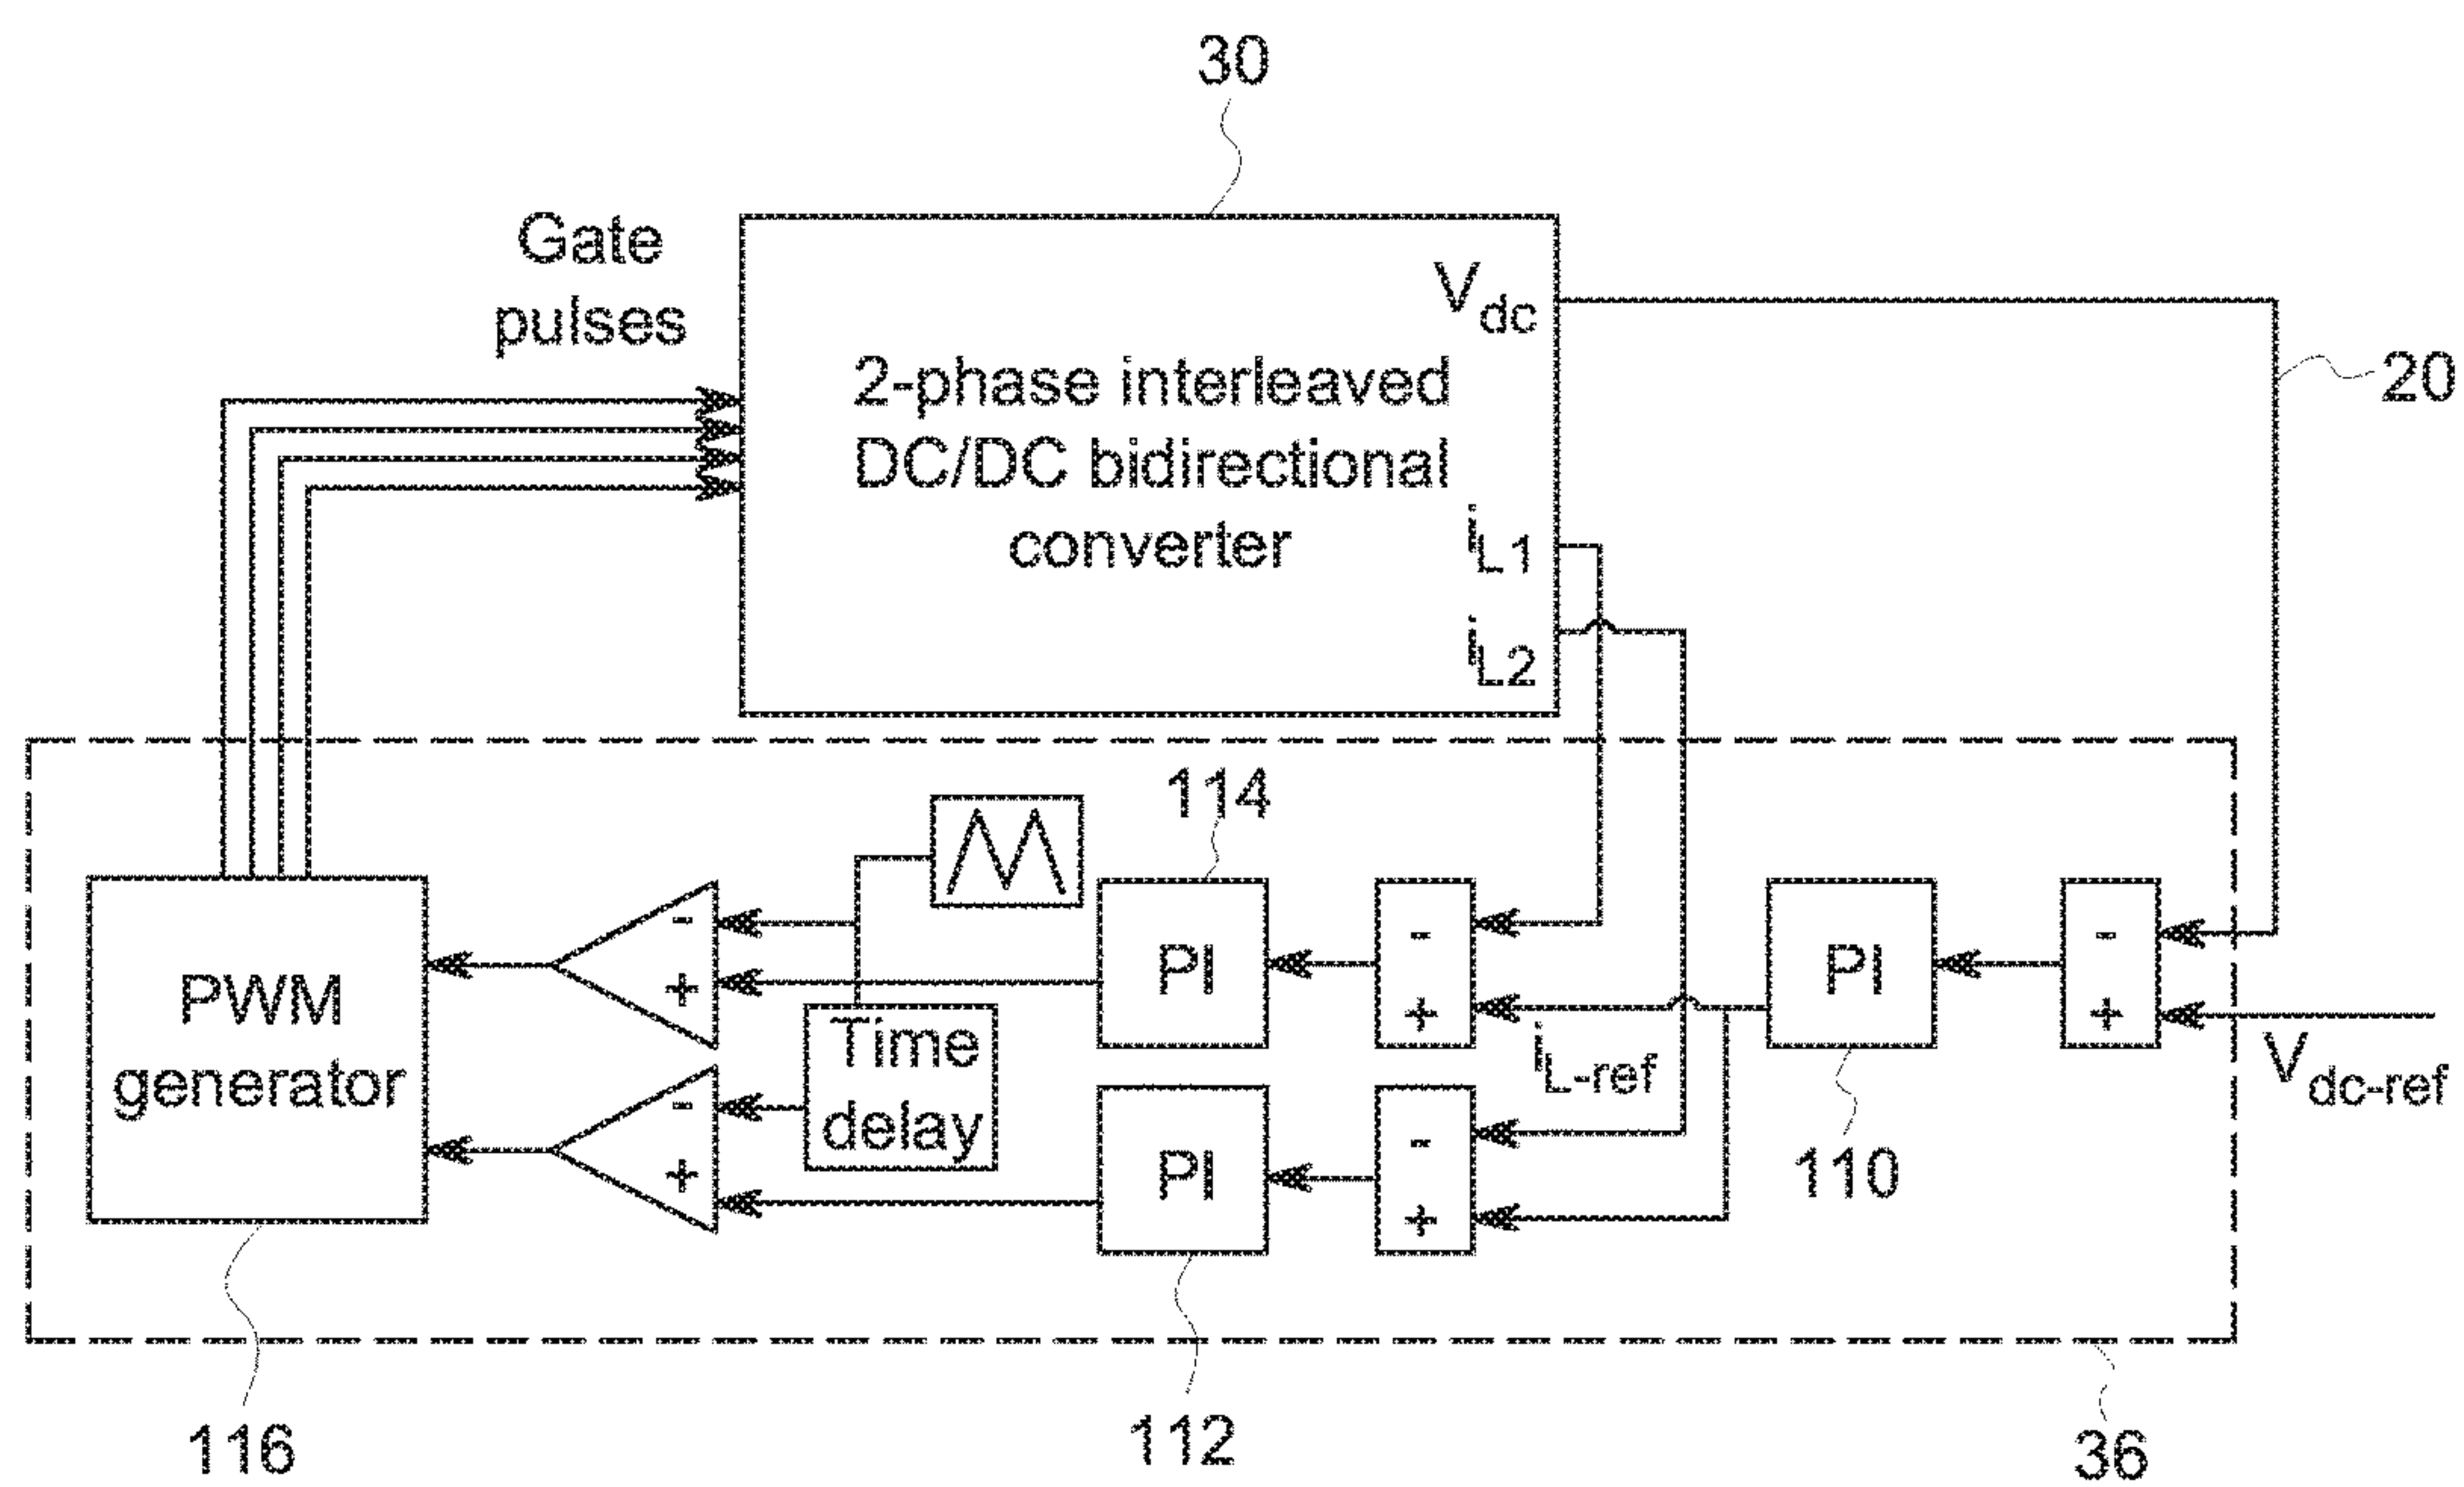 30
Gate
pulses
Vdc
2-phase interleaved
DC/DC bidirectional
converter
20
iL1
iL2
114
-
+
PI
-
+
PI
-
+
PWM
generator
Time
delay
iL-ref
Vdc-ref
-
+
PI
-
+
110
116
112
36